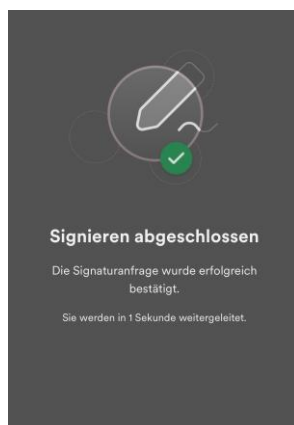 Signieren abgeschlossen
Die Signaturanfrage wurde erfolgreich
bestätigt.
Sie werden in 1 Sekunde weitergeleitet.